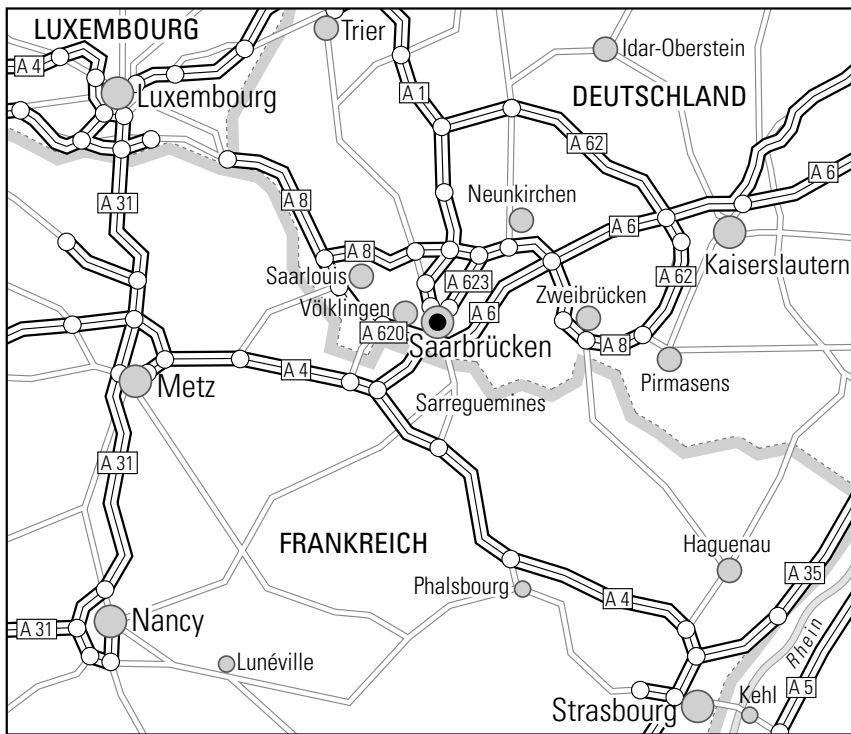 LUXEMBOURG
Trier
Idar-Oberstein
A 4
A 1
Luxembourg
DEUTSCHLAND
A 62
A 6
A 31
A 8
Neunkirchen
A 6
A 8
Kaiserslautern
Saarlouis
A 623
A 62
Völklingen
A 6
Zweibrücken
A 620
Saarbrücken
A 8
A 4
Pirmasens
Metz
Sarreguemines
A 31
FRANKREICH
Haguenau
A 35
Phalsbourg
A 4
Nancy
A 31
Rhein
Lunéville
A 5
Strasbourg
Kehl